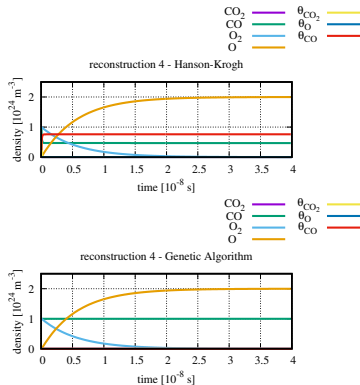 CO2 θCO2
CO θO
O2 θCO
O
reconstruction 4 - Hanson-Krogh
density [10^24 m^-3]
2
1
0
0 0.5 1 1.5 2 2.5 3 3.5 4
time [10^-8 s]
CO2 θCO2
CO θO
O2 θCO
O
reconstruction 4 - Genetic Algorithm
density [10^24 m^-3]
2
1
0
0 0.5 1 1.5 2 2.5 3 3.5 4
time [10^-8 s]